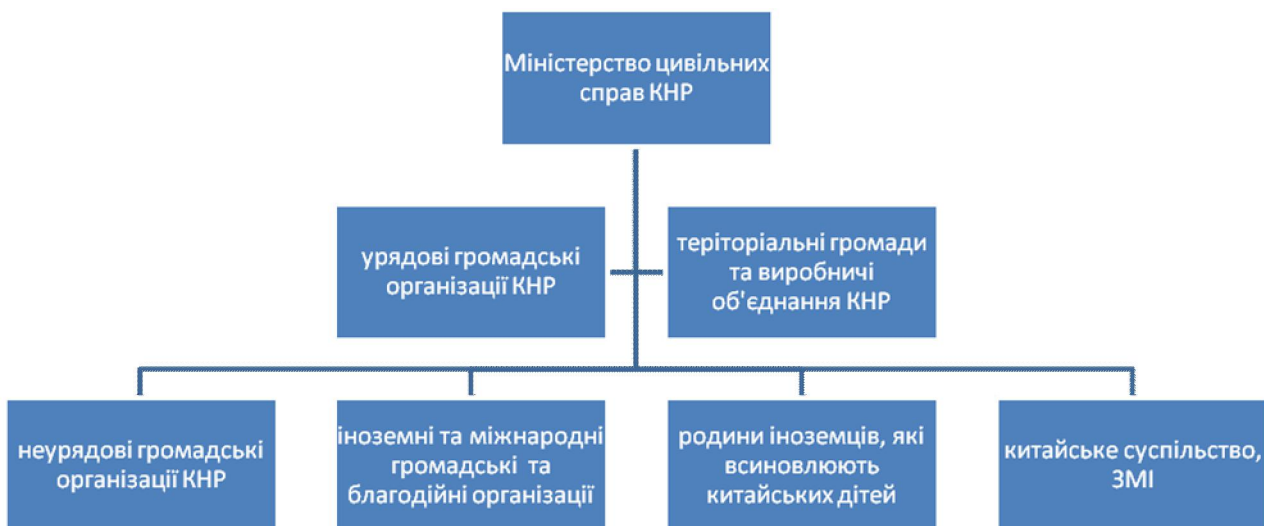 Міністерство цивільних
справ КНР
урядові громадські
організації КНР
теріторіальні громади
та виробничі
об'єднання КНР
неурядові громадські
організації КНР
іноземні та міжнародні
громадські та
благодійні організації
родини іноземців, які
всиновлюють
китайських дітей
китайське суспільство,
ЗМІ